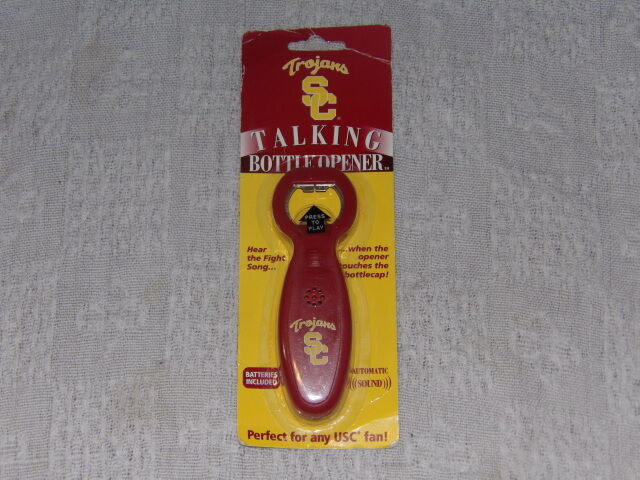 Trojans
SC
TALKING
BOTTLE OPENER™
PRESS
TO
PLAY
Hear
the Fight
Song...
...when the
opener
touches the
bottlecap!
Trojans
SC
BATTERIES
INCLUDED
AUTOMATIC
((SOUND)))
Perfect for any USC® fan!